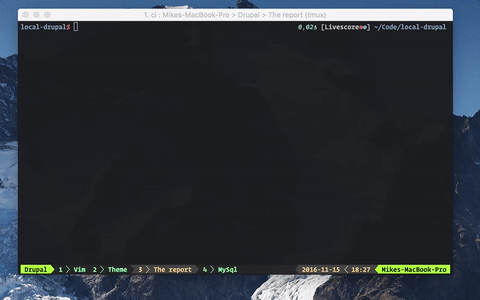 1. cl : Mikes-MacBook-Pro > Drupal > The report (tmux)
local-drupal$ 0,02s [Livescore] ~/Code/local-drupal
Drupal 1 > Vim 2 > Theme 3 > The report 4 > MySql 2016-11-15 < 18:27 Mikes-MacBook-Pro